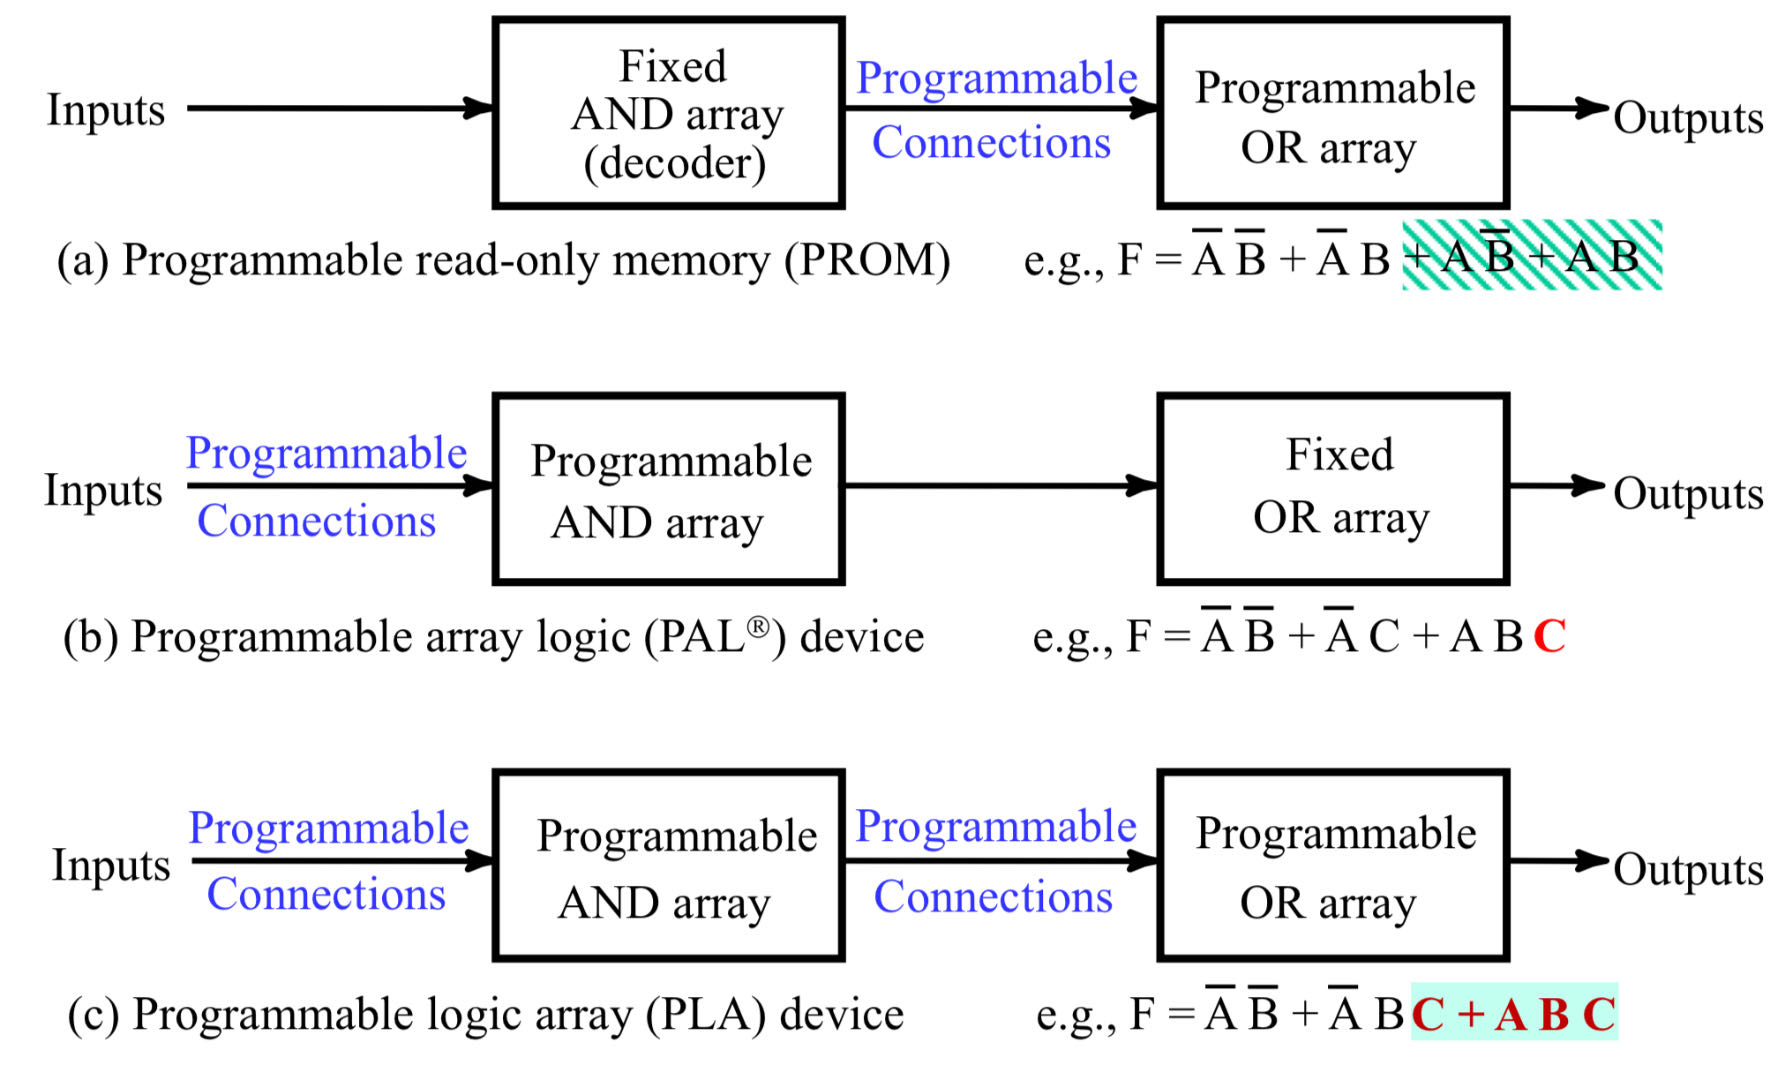 Inputs
Fixed
AND array
(decoder)
Programmable
Connections
Programmable
OR array
Outputs
(a) Programmable read-only memory (PROM)
e.g., F = A̅ B̅ + A̅ B + A B̅ + A B
Inputs
Programmable
Connections
Programmable
AND array
Fixed
OR array
Outputs
(b) Programmable array logic (PAL®) device
e.g., F = A̅ B̅ + A̅ C + A B C
Inputs
Programmable
Connections
Programmable
AND array
Programmable
Connections
Programmable
OR array
Outputs
(c) Programmable logic array (PLA) device
e.g., F = A̅ B̅ + A̅ B C + A B C